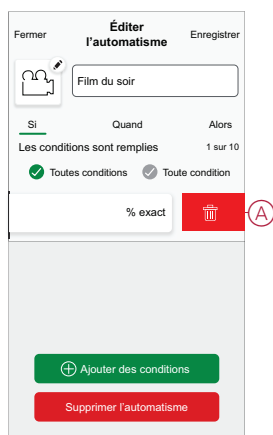 Fermer
Éditer
l'automatisme
Enregistrer
Film du soir
Si Quand Alors
Les conditions sont remplies 1 sur 10
Toutes conditions Toute condition
% exact
A
Ajouter des conditions
Supprimer l'automatisme